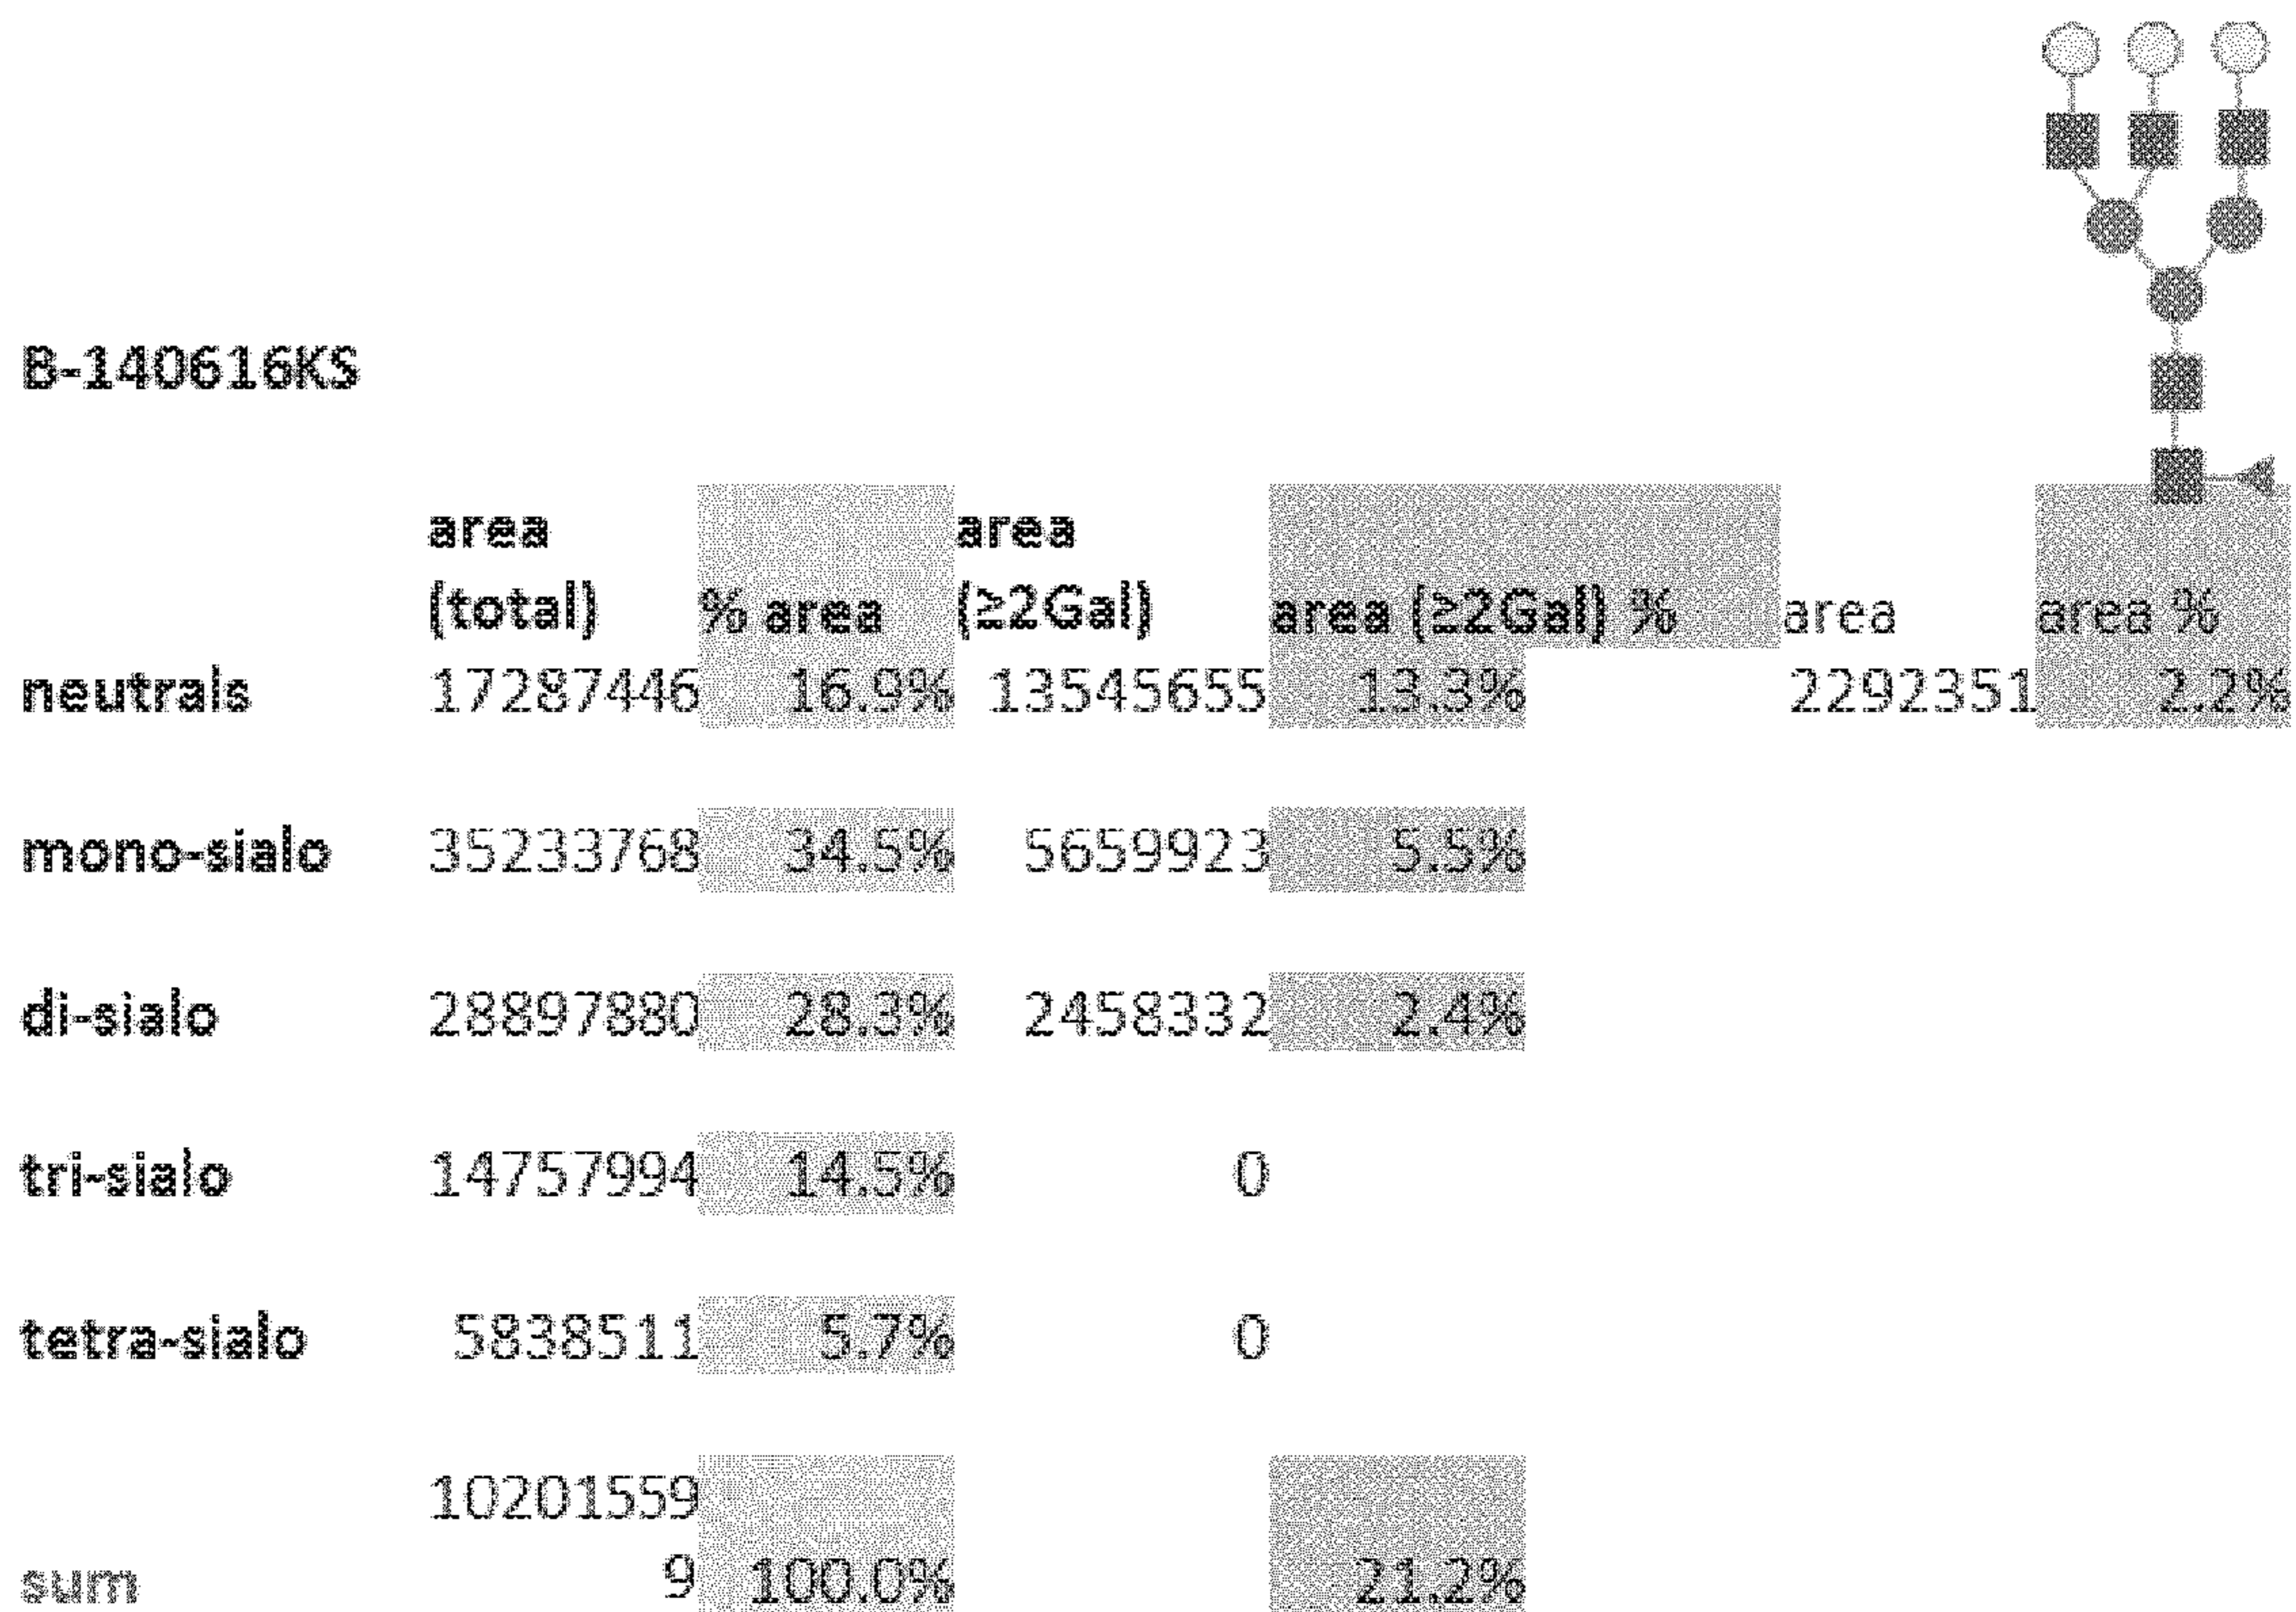 B-140616KS
area area
(total) % area (≥2Gal) area (≥2Gal) % area area %
neutrals 17287446 16.9% 13545655 13.3% 2292351 2.2%
mono-sialo 35233768 34.5% 5659923 5.5%
di-sialo 28897880 28.3% 2458332 2.4%
tri-sialo 14757994 14.5% 0
tetra-sialo 5838511 5.7% 0
10201559
sum 9 100.0% 21.2%